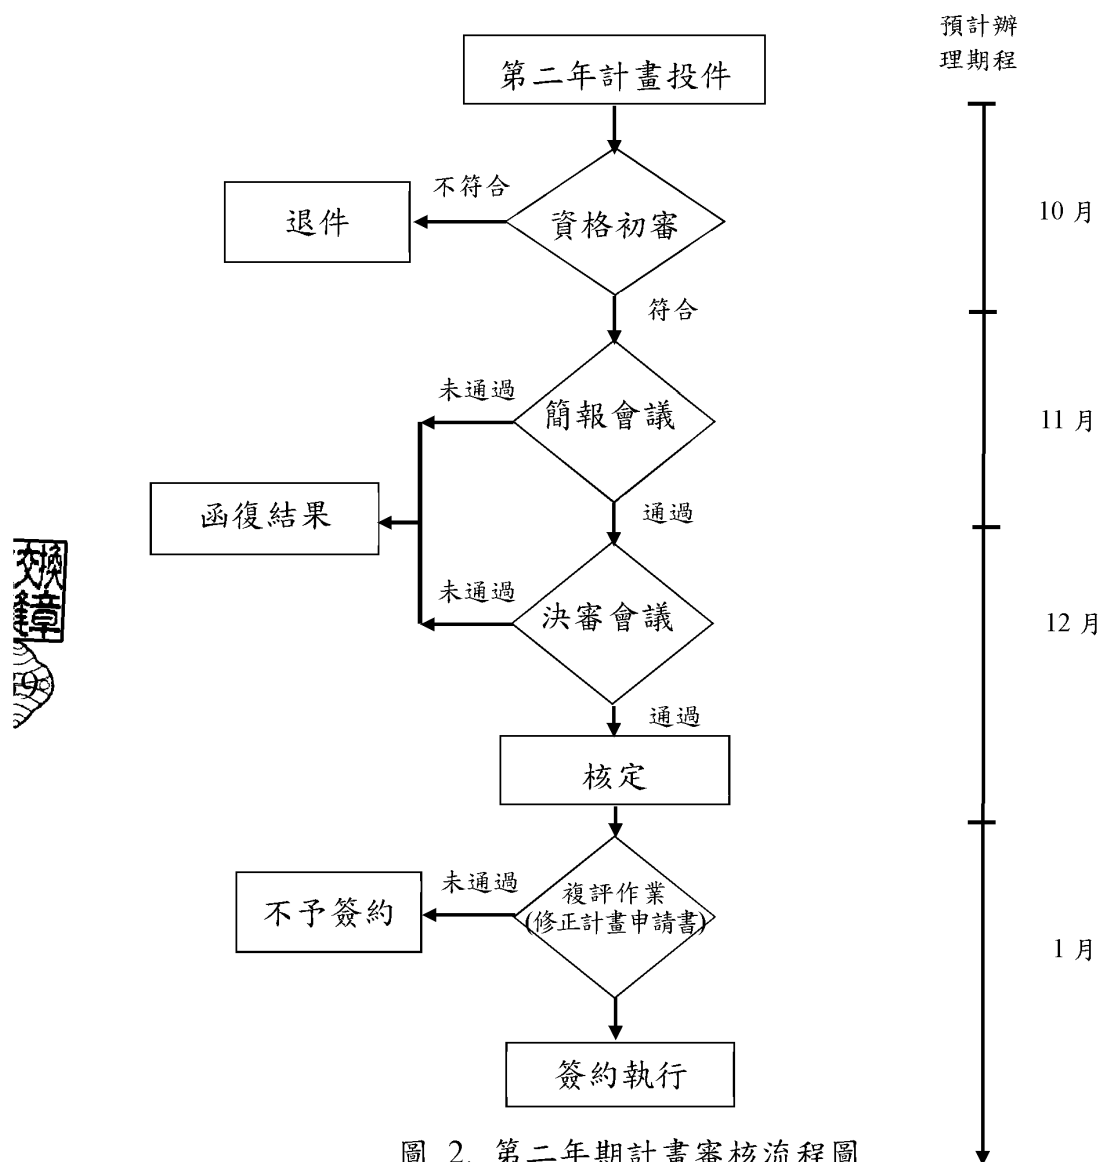 預計辦
理期程
第二年計畫投件
不符合
退件
資格初審
10 月
符合
未通過
簡報會議
11 月
函復結果
通過
交換
章
未通過
決審會議
12 月
通過
核定
未通過
複評作業
(修正計畫申請書)
不予簽約
1 月
簽約執行
圖 2. 第二年期計畫審核流程圖